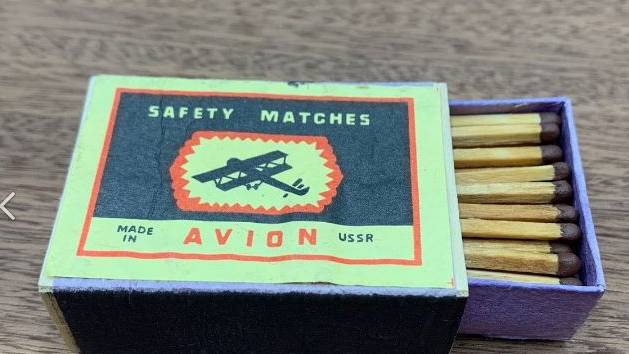 SAFETY MATCHES
MADE IN
AVION
USSR